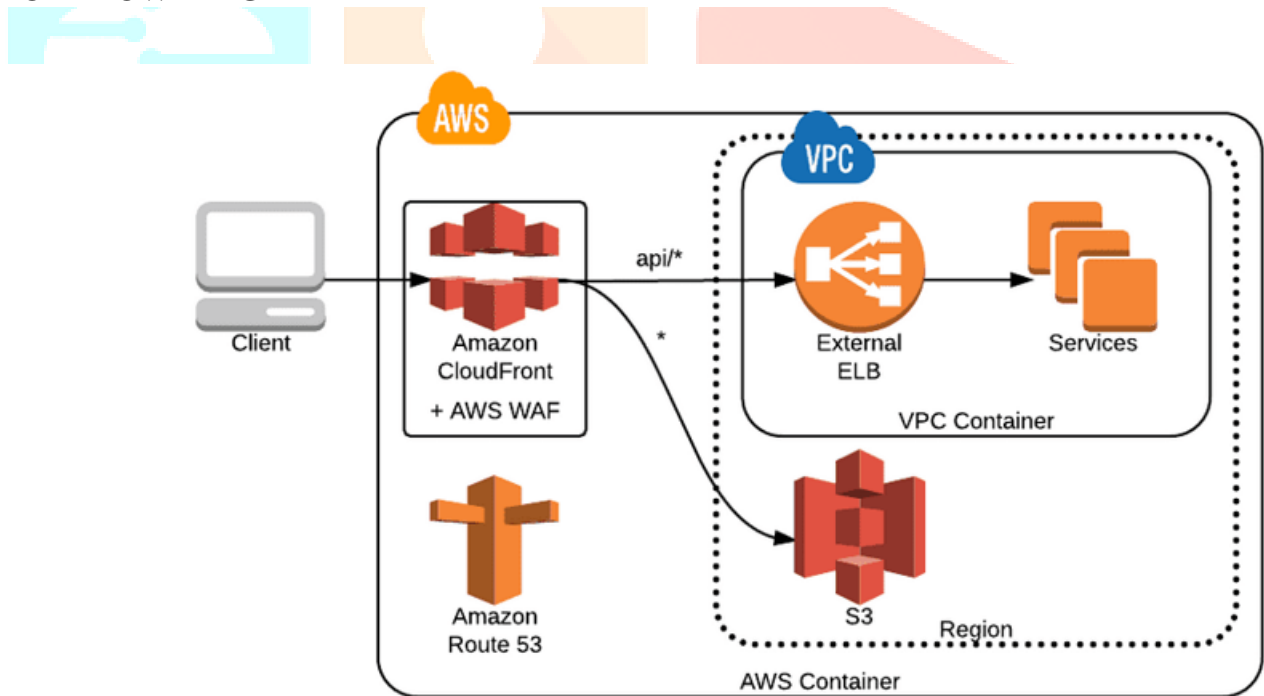 AWS
VPC
api/*
*
Client
Amazon
CloudFront
+ AWS WAF
External
ELB
Services
VPC Container
Amazon
Route 53
S3
Region
AWS Container